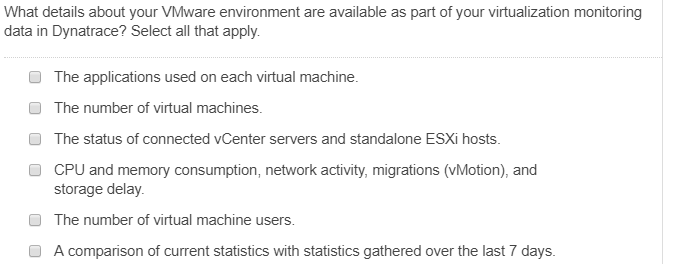 What details about your VMware environment are available as part of your virtualization monitoring
data in Dynatrace? Select all that apply.
The applications used on each virtual machine.
The number of virtual machines.
The status of connected vCenter servers and standalone ESXi hosts.
CPU and memory consumption, network activity, migrations (vMotion), and
storage delay.
The number of virtual machine users.
A comparison of current statistics with statistics gathered over the last 7 days.